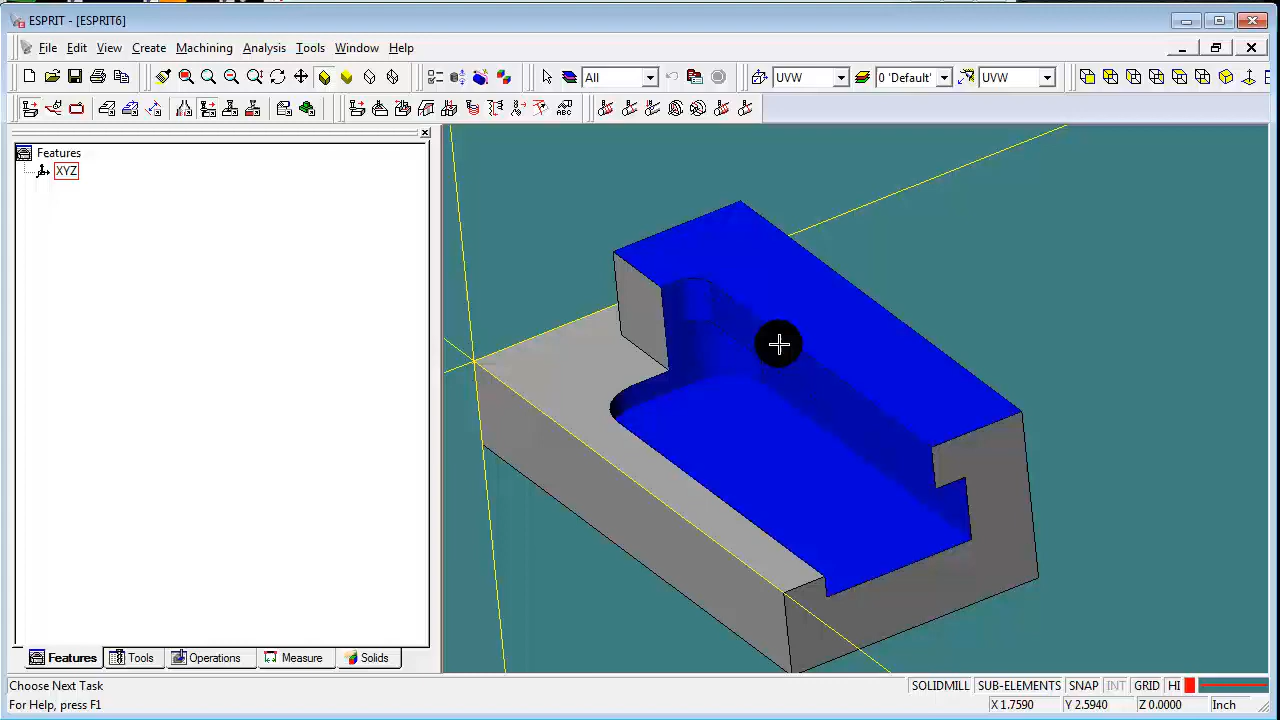 ESPRIT - [ESPRIT6]
File Edit View Create Machining Analysis Tools Window Help
All UVW 0 'Default' UVW
Features
XYZ
Features Tools Operations Measure Solids
Choose Next Task SOLIDMILL SUB-ELEMENTS SNAP INT GRID HI
For Help, press F1 X 1.7590 Y 2.5940 Z 0.0000 Inch